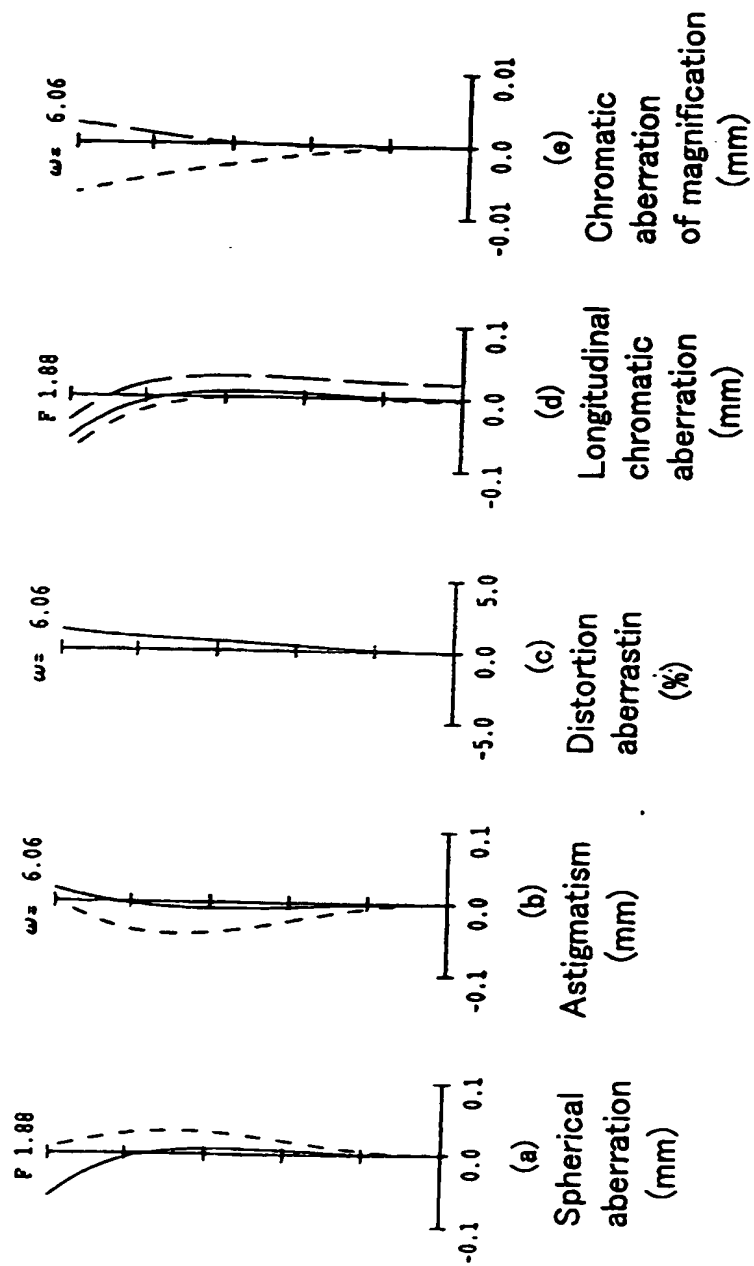 F 1.88
-0.1 0.0 0.1
(a)
Spherical
aberration
(mm)
ω= 6.06
-0.1 0.0 0.1
(b)
Astigmatism
(mm)
ω= 6.06
-5.0 0.0 5.0
(c)
Distortion
aberrastin
(%)
F 1.88
-0.1 0.0 0.1
(d)
Longitudinal
chromatic
aberration
(mm)
ω= 6.06
-0.01 0.0 0.01
(e)
Chromatic
aberration
of magnification
(mm)